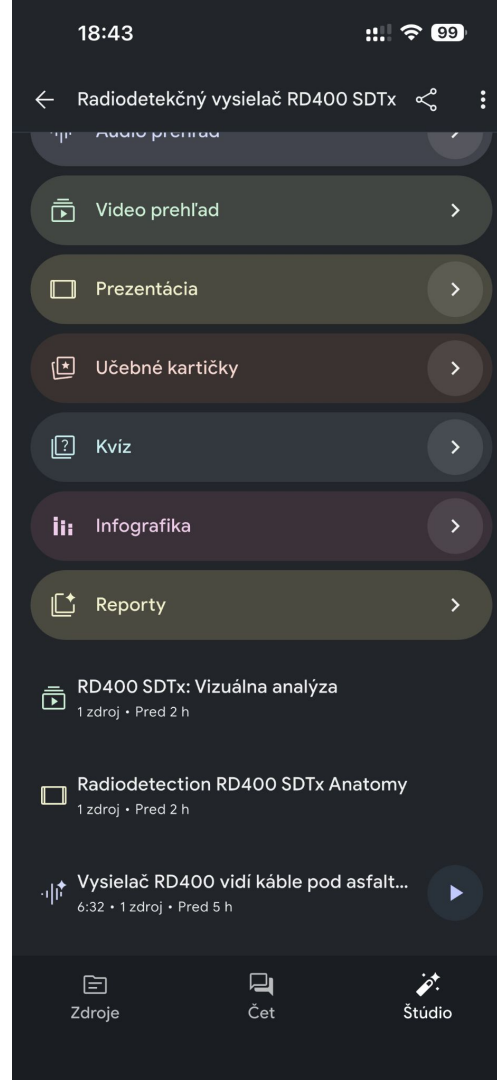 18:43
99
Radiodetekčný vysielač RD400 SDTx
Audio prehľad
Video prehľad
Prezentácia
Učebné kartičky
Kvíz
Infografika
Reporty
RD400 SDTx: Vizuálna analýza
1 zdroj • Pred 2 h
Radiodetection RD400 SDTx Anatomy
1 zdroj • Pred 2 h
Vysielač RD400 vidí káble pod asfalt...
6:32 • 1 zdroj • Pred 5 h
Zdroje
Čet
Štúdio